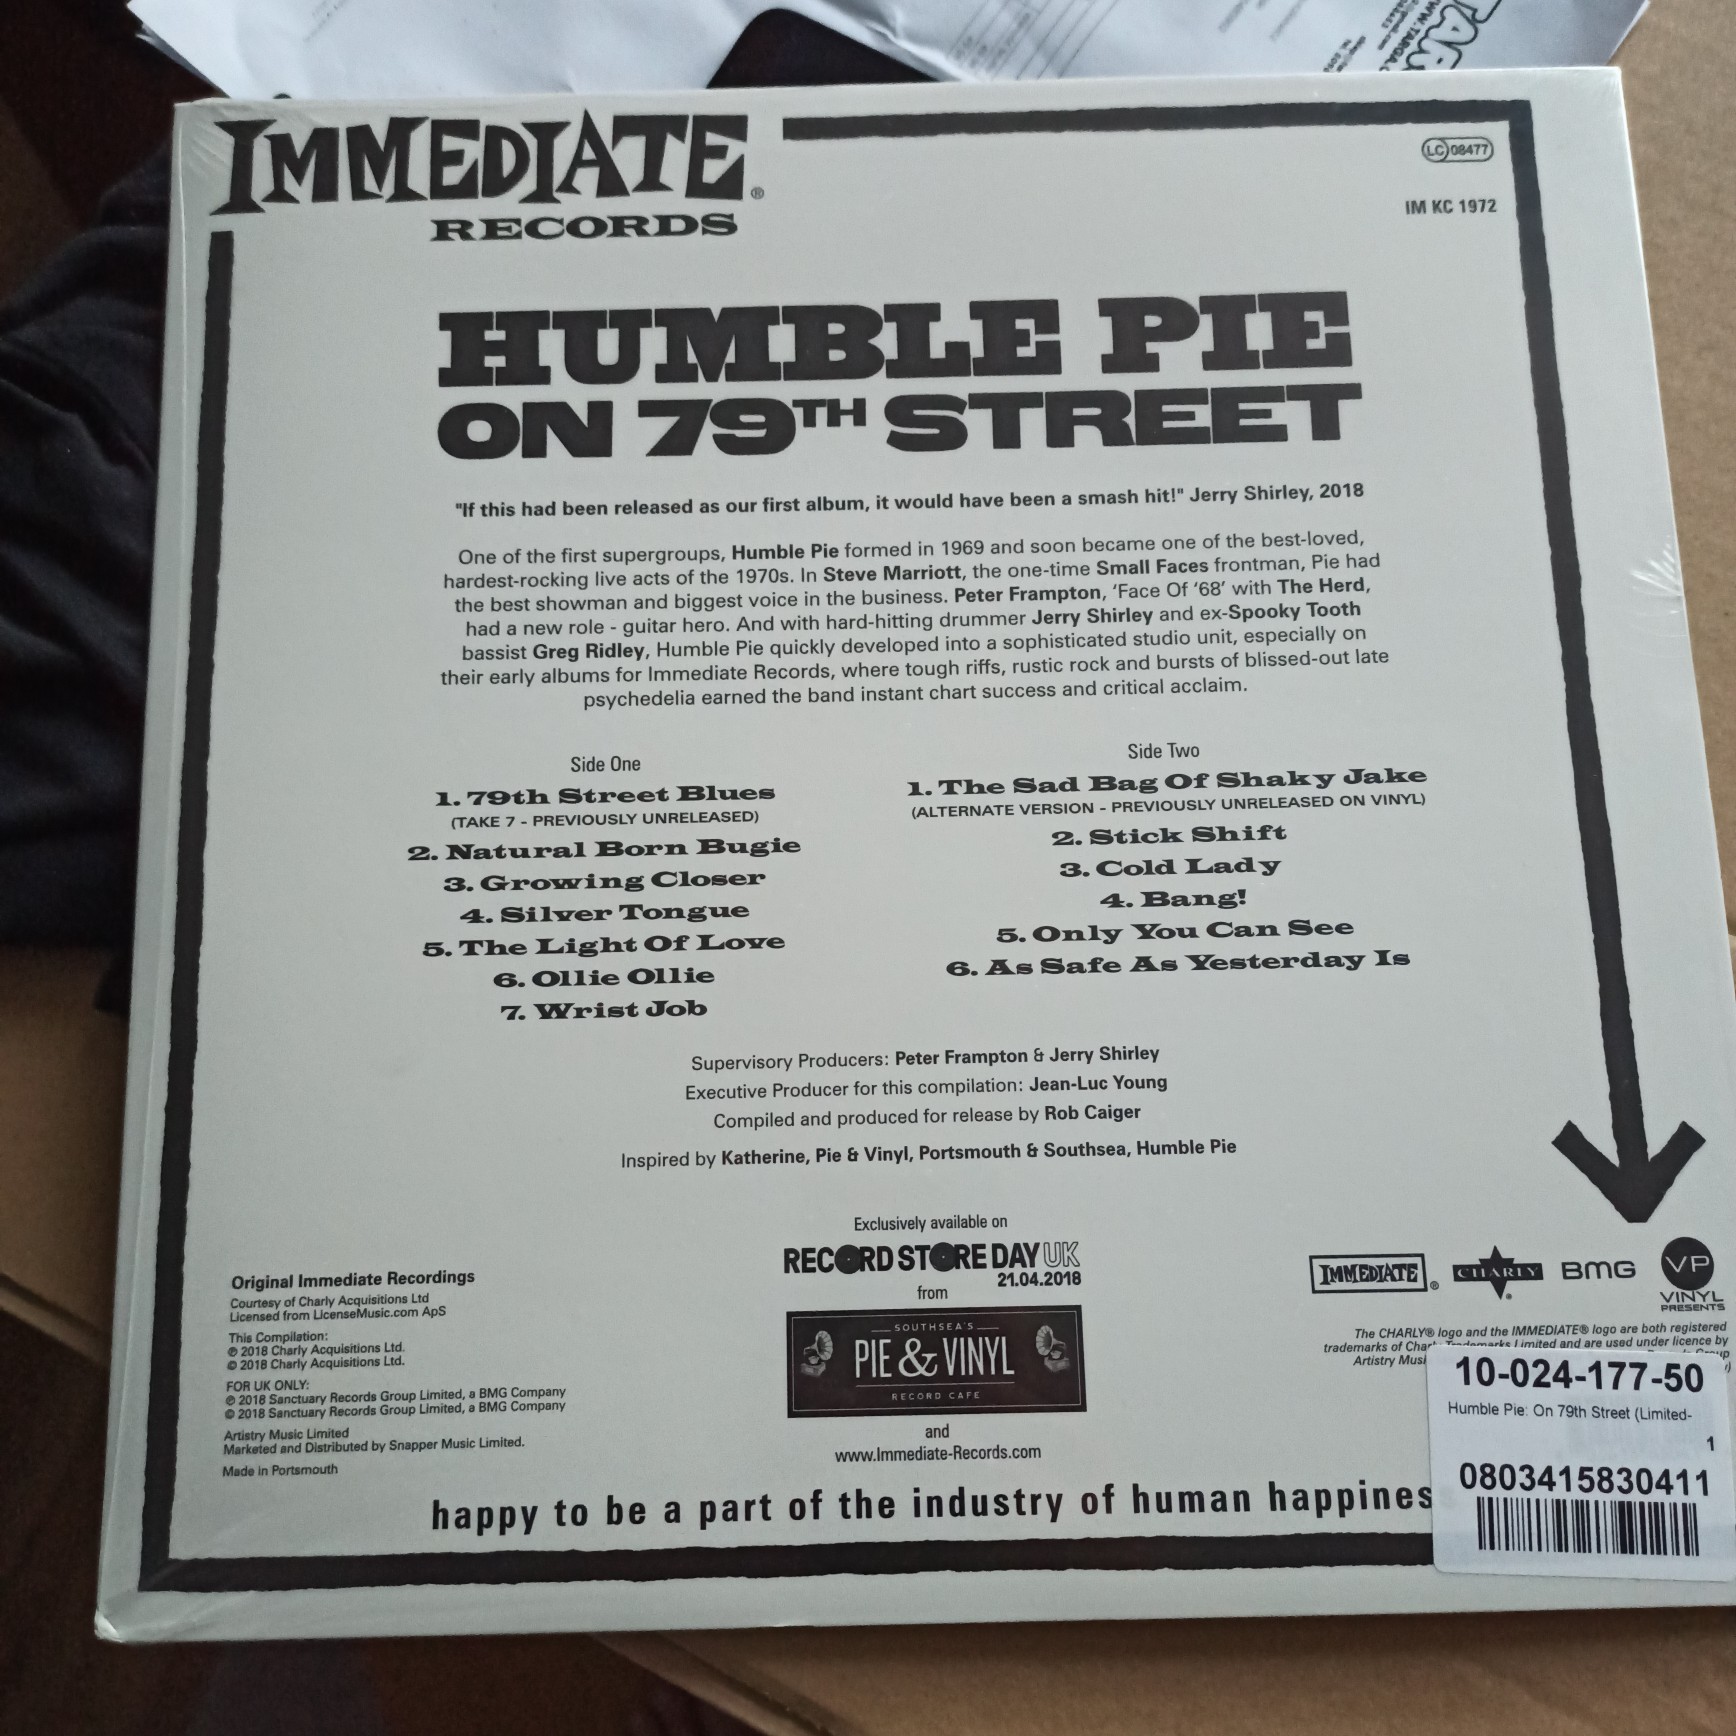 IMMEDIATE®
RECORDS
LC 08477
IM KC 1972
HUMBLE PIE
ON 79TH STREET
"If this had been released as our first album, it would have been a smash hit!" Jerry Shirley, 2018
One of the first supergroups, Humble Pie formed in 1969 and soon became one of the best-loved,
hardest-rocking live acts of the 1970s. In Steve Marriott, the one-time Small Faces frontman, Pie had
the best showman and biggest voice in the business. Peter Frampton, 'Face Of '68' with The Herd,
had a new role - guitar hero. And with hard-hitting drummer Jerry Shirley and ex-Spooky Tooth
bassist Greg Ridley, Humble Pie quickly developed into a sophisticated studio unit, especially on
their early albums for Immediate Records, where tough riffs, rustic rock and bursts of blissed-out late
psychedelia earned the band instant chart success and critical acclaim.
Side One
1. 79th Street Blues
(TAKE 7 - PREVIOUSLY UNRELEASED)
2. Natural Born Bugie
3. Growing Closer
4. Silver Tongue
5. The Light Of Love
6. Ollie Ollie
7. Wrist Job
Side Two
1. The Sad Bag Of Shaky Jake
(ALTERNATE VERSION - PREVIOUSLY UNRELEASED ON VINYL)
2. Stick Shift
3. Cold Lady
4. Bang!
5. Only You Can See
6. As Safe As Yesterday Is
Supervisory Producers: Peter Frampton & Jerry Shirley
Executive Producer for this compilation: Jean-Luc Young
Compiled and produced for release by Rob Caiger
Inspired by Katherine, Pie & Vinyl, Portsmouth & Southsea, Humble Pie
Original Immediate Recordings
Courtesy of Charly Acquisitions Ltd
Licensed from LicenseMusic.com ApS
This Compilation:
℗ 2018 Charly Acquisitions Ltd.
© 2018 Charly Acquisitions Ltd.
FOR UK ONLY:
℗ 2018 Sanctuary Records Group Limited, a BMG Company
© 2018 Sanctuary Records Group Limited, a BMG Company
Artistry Music Limited
Marketed and Distributed by Snapper Music Limited.
Made in Portsmouth
Exclusively available on
RECORD STORE DAY UK
21.04.2018
from
SOUTHSEA'S
PIE & VINYL
RECORD CAFE
and
www.Immediate-Records.com
IMMEDIATE®
CHARLY®
BMG
VP
VINYL
PRESENTS
The CHARLY® logo and the IMMEDIATE® logo are both registered
trademarks of Limited and are used under licence by
Artistry
10-024-177-50
Humble Pie: On 79th Street (Limited-
1
0803415830411
happy to be a part of the industry of human happines